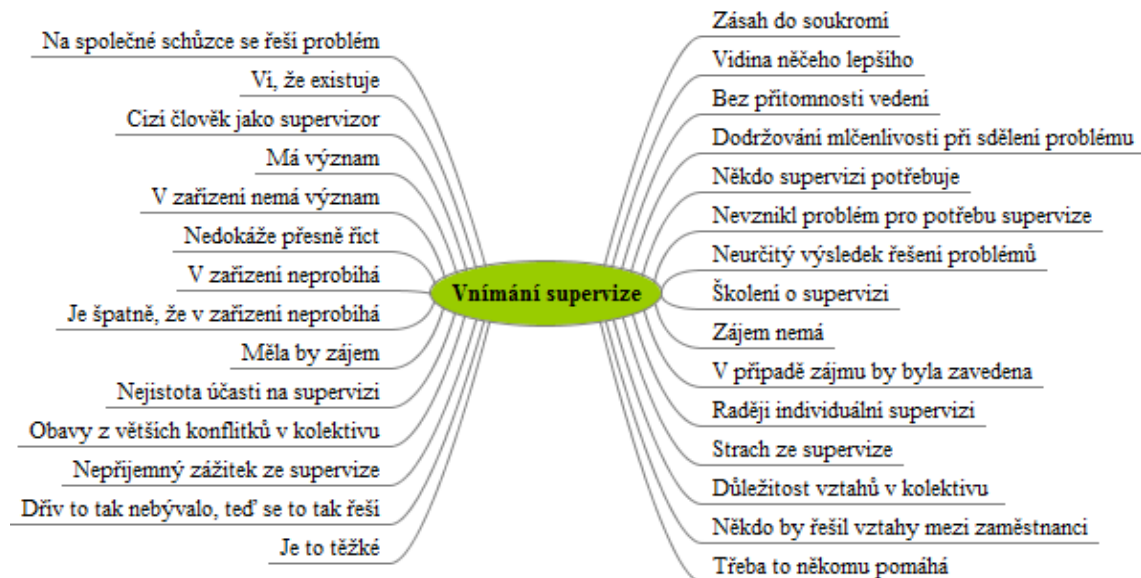 Na společné schůzce se řeší problém
Ví, že existuje
Cizí člověk jako supervizor
Má význam
V zařízení nemá význam
Nedokáže přesně říct
V zařízení neprobíhá
Je špatně, že v zařízení neprobíhá
Měla by zájem
Nejistota účasti na supervizi
Obavy z větších konflitků v kolektivu
Nepříjemný zážitek ze supervize
Dřív to tak nebývalo, teď se to tak řeší
Je to těžké
Vnímání supervize
Zásah do soukromí
Vidina něčeho lepšího
Bez přítomnosti vedení
Dodržování mlčenlivosti při sdělení problému
Někdo supervizi potřebuje
Nevznikl problém pro potřebu supervize
Neurčitý výsledek řešení problémů
Školení o supervizi
Zájem nemá
V případě zájmu by byla zavedena
Raději individuální supervizi
Strach ze supervize
Důležitost vztahů v kolektivu
Někdo by řešil vztahy mezi zaměstnanci
Třeba to někomu pomáhá